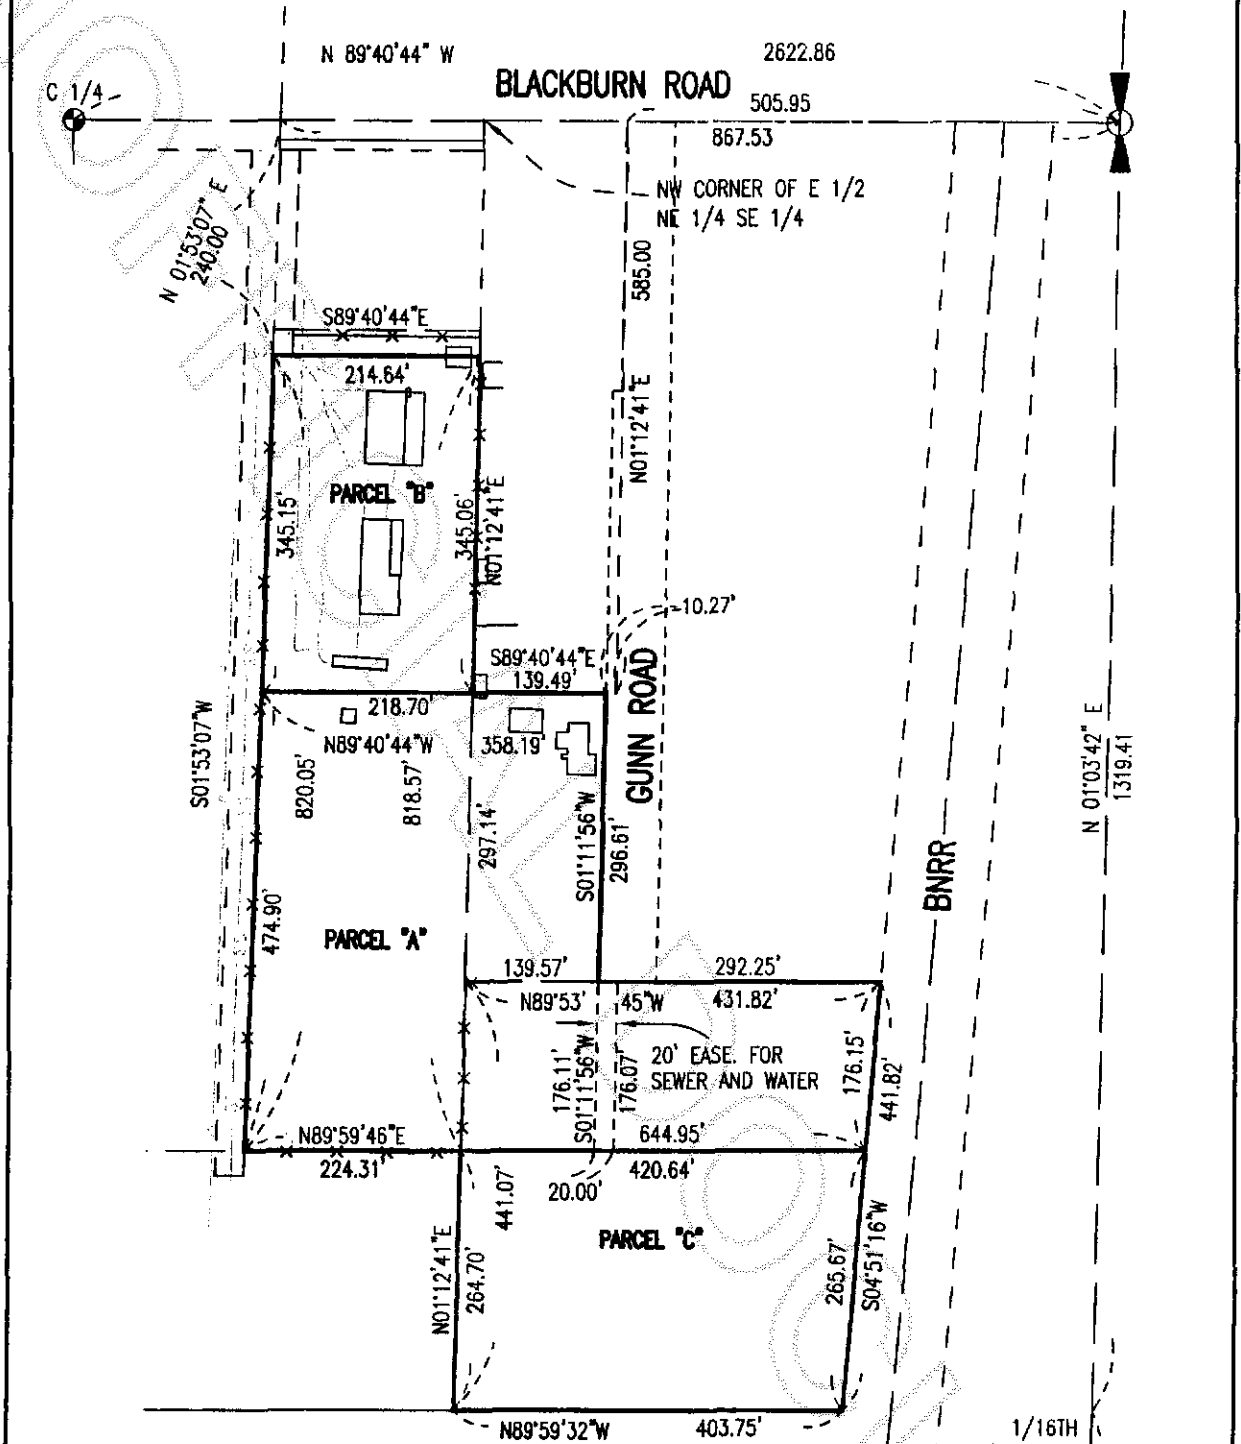 N 89°40'44" W
2622.86
BLACKBURN ROAD
C 1/4
505.95
867.53
NW CORNER OF E 1/2
NE 1/4 SE 1/4
N 01°53'07" E
240.00
585.00
S89°40'44"E
214.64'
N01°12'41"E
PARCEL "B"
345.15'
345.06'
N01°12'41"E
10.27'
S89°40'44"E
139.49'
GUNN ROAD
218.70'
N89°40'44"W
358.19'
S01°53'07"W
820.05'
818.57'
297.14'
S01°11'56"W
296.61'
N 01°03'42" E
1319.41
BNRR
474.90'
PARCEL "A"
139.57'
292.25'
N89°53'
45"W
431.82'
20' EASE. FOR
SEWER AND WATER
176.11'
S01°11'56"W
176.07'
176.15'
441.82'
N89°59'46"E
224.31'
644.95'
420.64'
20.00'
441.07'
PARCEL "C"
N01°12'41"E
264.70'
265.67'
S04°51'16"W
N89°59'32"W
403.75'
1/16TH